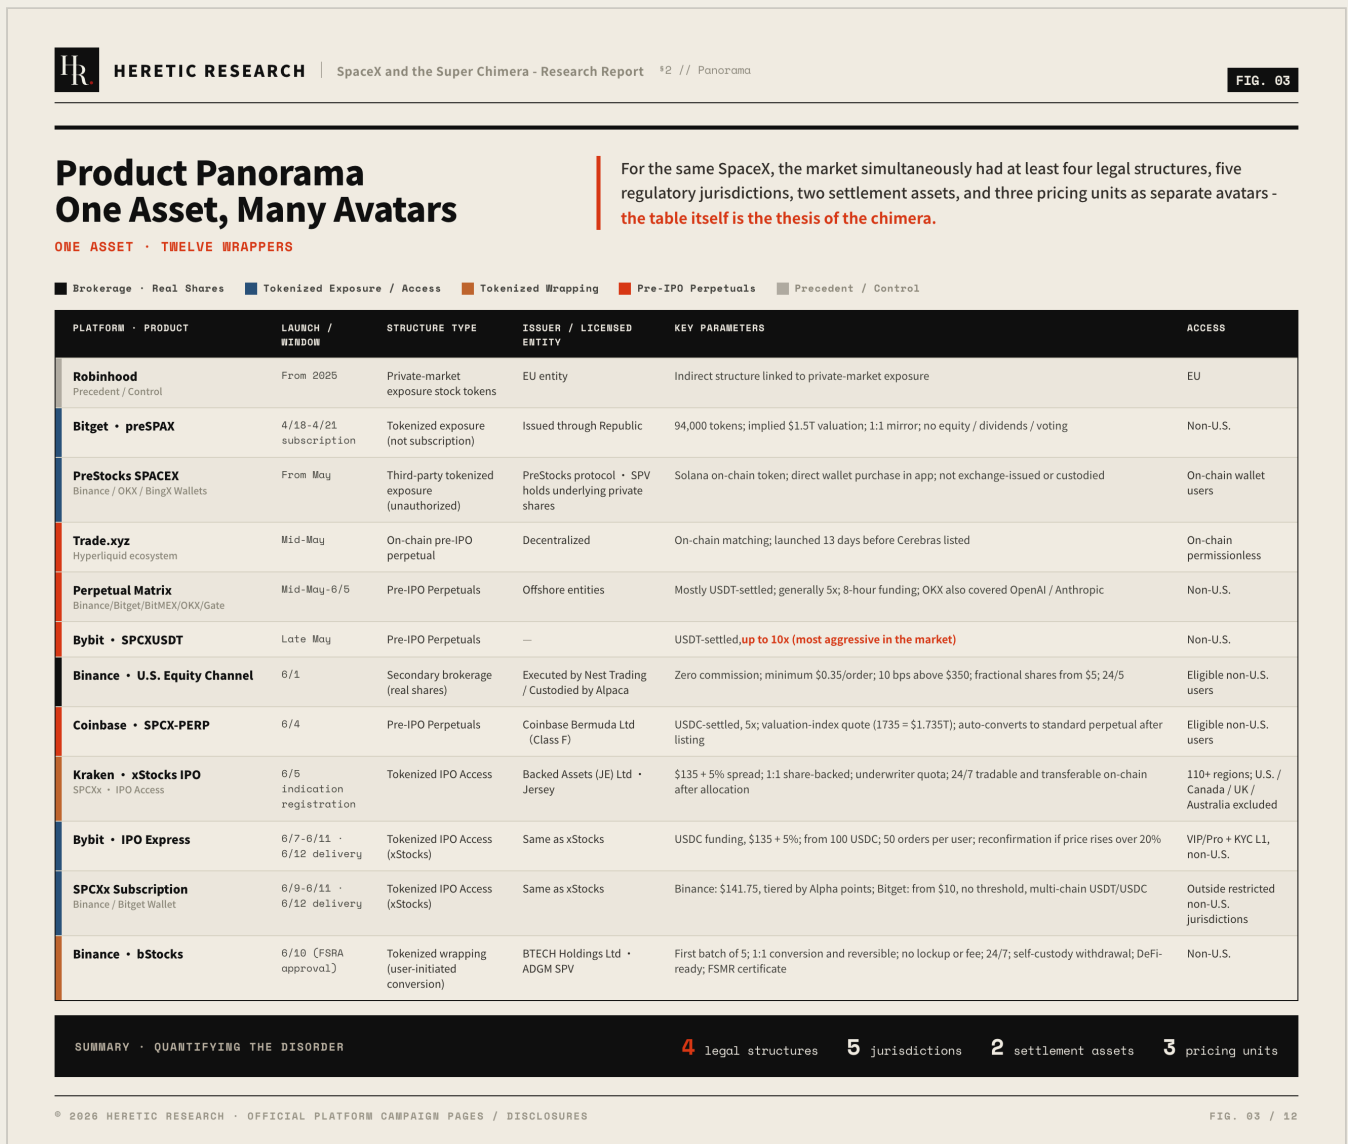 HR.
HERETIC RESEARCH
SpaceX and the Super Chimera - Research Report
§2 // Panorama
FIG. 03
Product Panorama
One Asset, Many Avatars
ONE ASSET · TWELVE WRAPPERS
For the same SpaceX, the market simultaneously had at least four legal structures, five
regulatory jurisdictions, two settlement assets, and three pricing units as separate avatars -
the table itself is the thesis of the chimera.
Brokerage · Real Shares
Tokenized Exposure / Access
Tokenized Wrapping
Pre-IPO Perpetuals
Precedent / Control
PLATFORM · PRODUCT
LAUNCH /
WINDOW
STRUCTURE TYPE
ISSUER / LICENSED
ENTITY
KEY PARAMETERS
ACCESS
Robinhood
Precedent / Control
From 2025
Private-market
exposure stock tokens
EU entity
Indirect structure linked to private-market exposure
EU
Bitget • preSPAX
4/18-4/21
subscription
Tokenized exposure
(not subscription)
Issued through Republic
94,000 tokens; implied $1.5T valuation; 1:1 mirror; no equity / dividends / voting
Non-U.S.
PreStocks SPACEX
Binance / OKX / BingX Wallets
From May
Third-party tokenized
exposure
(unauthorized)
PreStocks protocol • SPV
holds underlying private
shares
Solana on-chain token; direct wallet purchase in app; not exchange-issued or custodied
On-chain wallet
users
Trade.xyz
Hyperliquid ecosystem
Mid-May
On-chain pre-IPO
perpetual
Decentralized
On-chain matching; launched 13 days before Cerebras listed
On-chain
permissionless
Perpetual Matrix
Binance/Bitget/BitMEX/OKX/Gate
Mid-May-6/5
Pre-IPO Perpetuals
Offshore entities
Mostly USDT-settled; generally 5x; 8-hour funding; OKX also covered OpenAI / Anthropic
Non-U.S.
Bybit • SPCXUSDT
Late May
Pre-IPO Perpetuals
—
USDT-settled,up to 10x (most aggressive in the market)
Non-U.S.
Binance • U.S. Equity Channel
6/1
Secondary brokerage
(real shares)
Executed by Nest Trading
/ Custodied by Alpaca
Zero commission; minimum $0.35/order; 10 bps above $350; fractional shares from $5; 24/5
Eligible non-U.S.
users
Coinbase • SPCX-PERP
6/4
Pre-IPO Perpetuals
Coinbase Bermuda Ltd
（Class F）
USDC-settled, 5x; valuation-index quote (1735 = $1.735T); auto-converts to standard perpetual after
listing
Eligible non-U.S.
users
Kraken • xStocks IPO
SPCXx • IPO Access
6/5
indication
registration
Tokenized IPO Access
Backed Assets (JE) Ltd •
Jersey
$135 + 5% spread; 1:1 share-backed; underwriter quota; 24/7 tradable and transferable on-chain
after allocation
110+ regions; U.S. /
Canada / UK /
Australia excluded
Bybit • IPO Express
6/7-6/11 ·
6/12 delivery
Tokenized IPO Access
(xStocks)
Same as xStocks
USDC funding, $135 + 5%; from 100 USDC; 50 orders per user; reconfirmation if price rises over 20%
VIP/Pro + KYC L1,
non-U.S.
SPCXx Subscription
Binance / Bitget Wallet
6/9-6/11 ·
6/12 delivery
Tokenized IPO Access
(xStocks)
Same as xStocks
Binance: $141.75, tiered by Alpha points; Bitget: from $10, no threshold, multi-chain USDT/USDC
Outside restricted
non-U.S.
jurisdictions
Binance • bStocks
6/10 (FSRA
approval)
Tokenized wrapping
(user-initiated
conversion)
BTECH Holdings Ltd •
ADGM SPV
First batch of 5; 1:1 conversion and reversible; no lockup or fee; 24/7; self-custody withdrawal; DeFi-
ready; FSMR certificate
Non-U.S.
SUMMARY · QUANTIFYING THE DISORDER
4 legal structures
5 jurisdictions
2 settlement assets
3 pricing units
© 2026 HERETIC RESEARCH · OFFICIAL PLATFORM CAMPAIGN PAGES / DISCLOSURES
FIG. 03 / 12